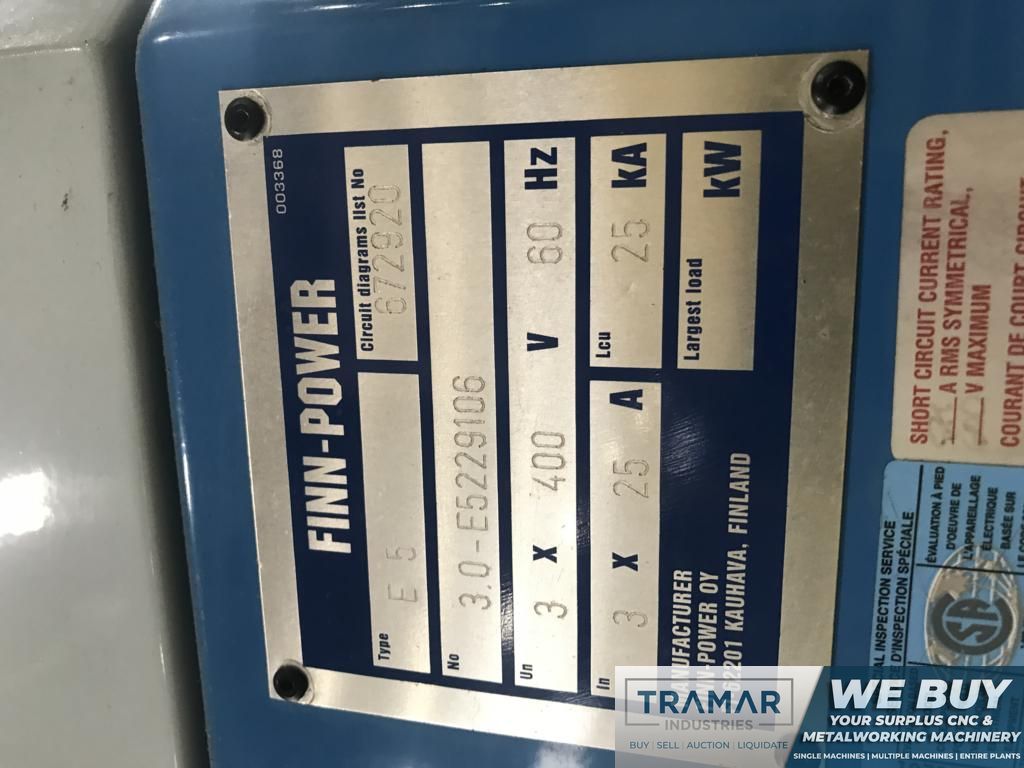 003368
FINN-POWER
Type E 5
Circuit diagrams list No
672920
No 3.0-E5229106
Un 3 X 400 V 60 Hz
In 3 X 25 A
Lcu 25 kA
Largest load kW
MANUFACTURER
FINN-POWER OY
62201 KAUHAVA, FINLAND
SHORT CIRCUIT CURRENT RATING,
A RMS SYMMETRICAL,
V MAXIMUM
COURANT DE COURT CIRCUIT
INSPECTION SERVICE
D'INSPECTION SPÉCIALE
ÉVALUATION À PIED
D'OEUVRE DE
L'APPAREILLAGE
ÉLECTRIQUE
BASÉE SUR
TRAMAR
INDUSTRIES
BUY | SELL | AUCTION | LIQUIDATE
WE BUY
YOUR SURPLUS CNC &
METALWORKING MACHINERY
SINGLE MACHINES | MULTIPLE MACHINES | ENTIRE PLANTS